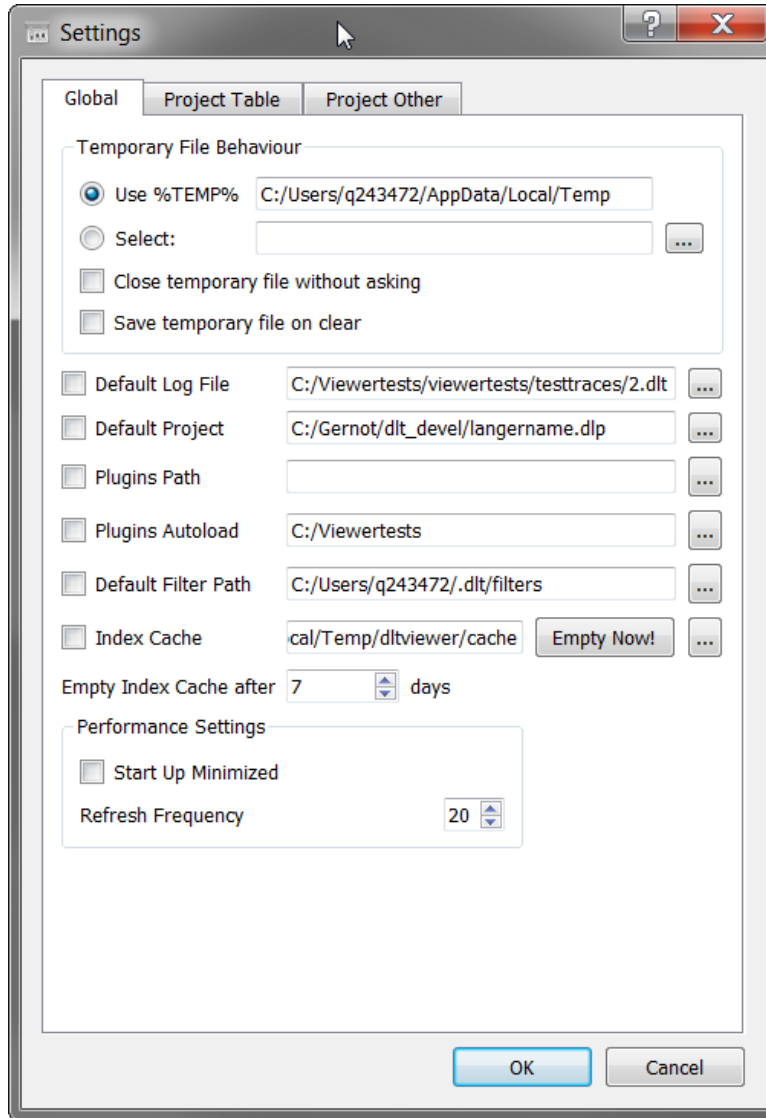 Settings
Global Project Table Project Other
Temporary File Behaviour
Use %TEMP% C:/Users/q243472/AppData/Local/Temp
Select: ...
Close temporary file without asking
Save temporary file on clear
Default Log File C:/Viewertests/viewertests/testtraces/2.dlt ...
Default Project C:/Gernot/dlt_devel/langername.dlp ...
Plugins Path ...
Plugins Autoload C:/Viewertests ...
Default Filter Path C:/Users/q243472/.dlt/filters ...
Index Cache cal/Temp/dltviewer/cache Empty Now! ...
Empty Index Cache after 7 days
Performance Settings
Start Up Minimized
Refresh Frequency 20
OK Cancel